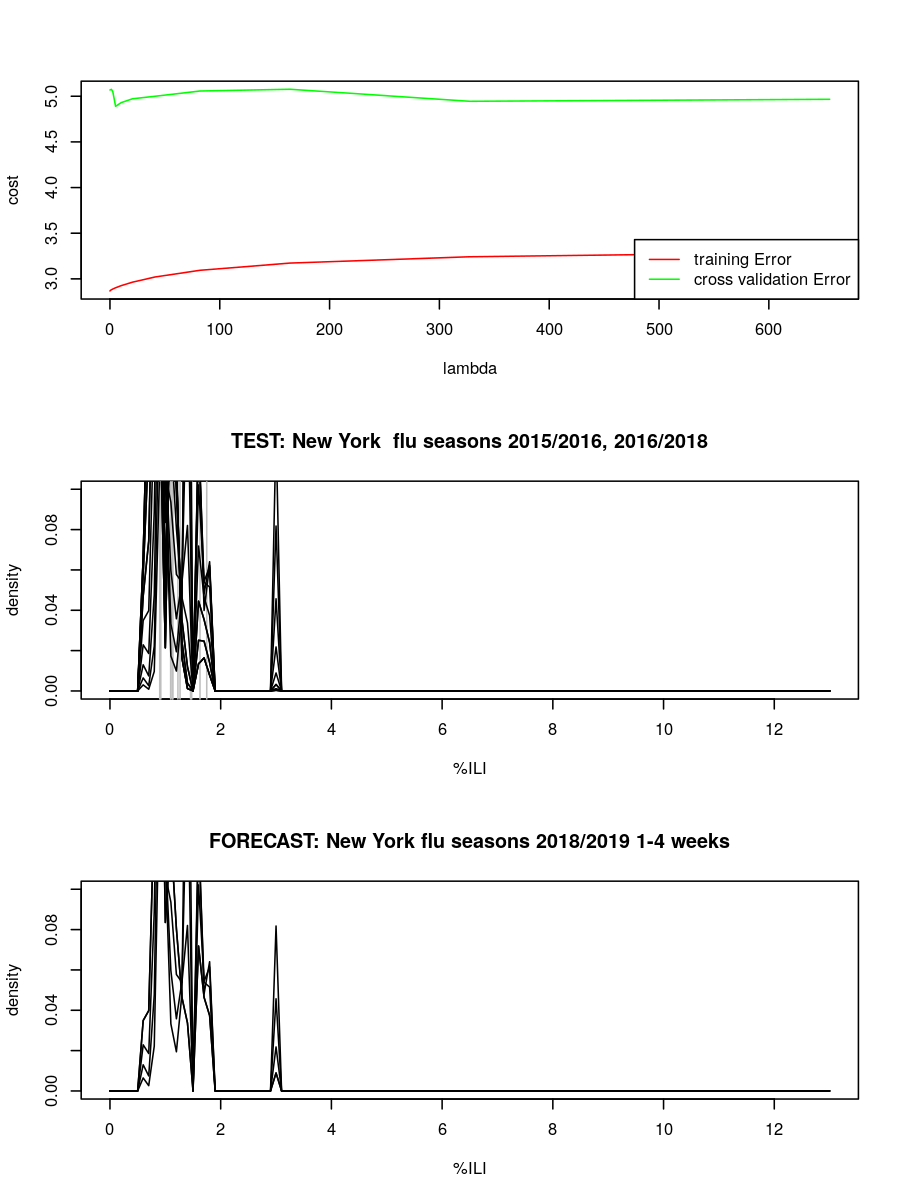 5.0
4.5
4.0
3.5
3.0
cost
training Error
cross validation Error
0 100 200 300 400 500 600
lambda
TEST: New York  flu seasons 2015/2016, 2016/2018
0.08
0.04
0.00
density
0 2 4 6 8 10 12
%ILI
FORECAST: New York flu seasons 2018/2019 1-4 weeks
0.08
0.04
0.00
density
0 2 4 6 8 10 12
%ILI